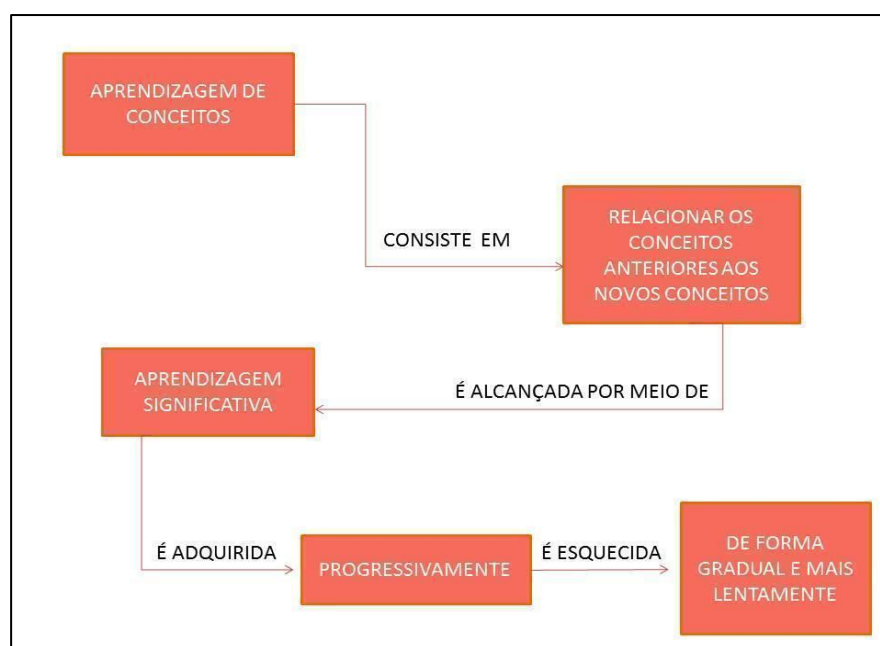 APRENDIZAGEM DE
CONCEITOS
CONSISTE EM
RELACIONAR OS
CONCEITOS
ANTERIORES AOS
NOVOS CONCEITOS
É ALCANÇADA POR MEIO DE
APRENDIZAGEM
SIGNIFICATIVA
É ADQUIRIDA
PROGRESSIVAMENTE
É ESQUECIDA
DE FORMA
GRADUAL E MAIS
LENTAMENTE